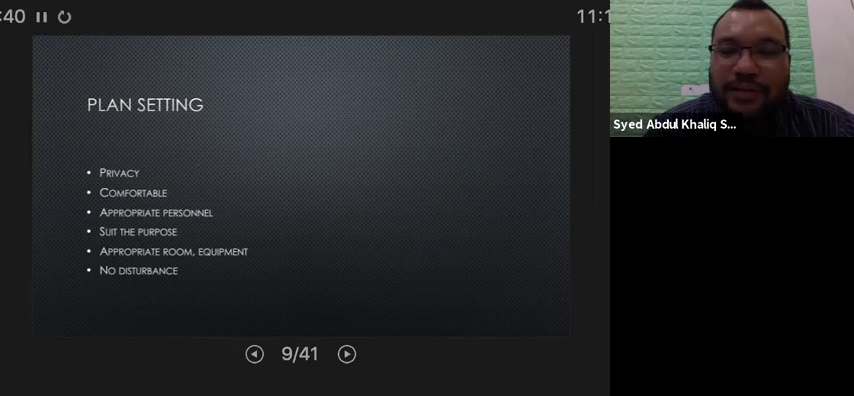 :40
11:1
PLAN SETTING
• PRIVACY
• COMFORTABLE
• APPROPRIATE PERSONNEL
• SUIT THE PURPOSE
• APPROPRIATE ROOM, EQUIPMENT
• NO DISTURBANCE
9/41
Syed Abdul Khaliq S...